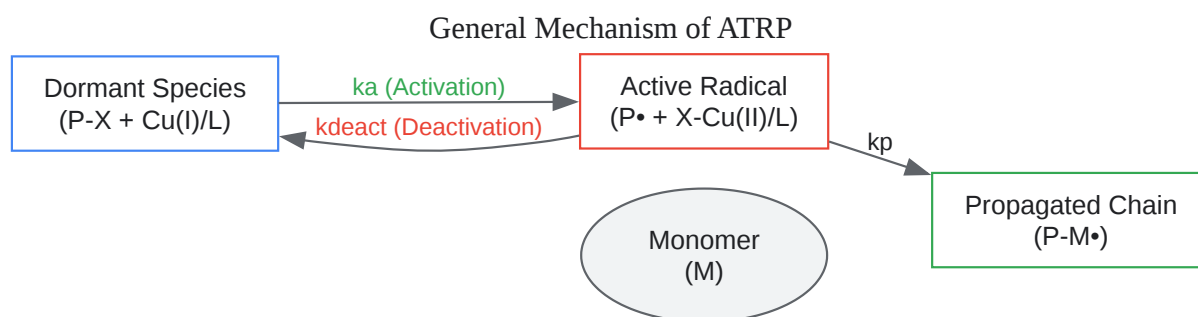 General Mechanism of ATRP
Dormant Species
(P-X + Cu(I)/L)
ka (Activation)
kdeact (Deactivation)
Active Radical
(P• + X-Cu(II)/L)
kp
Propagated Chain
(P-M•)
Monomer
(M)